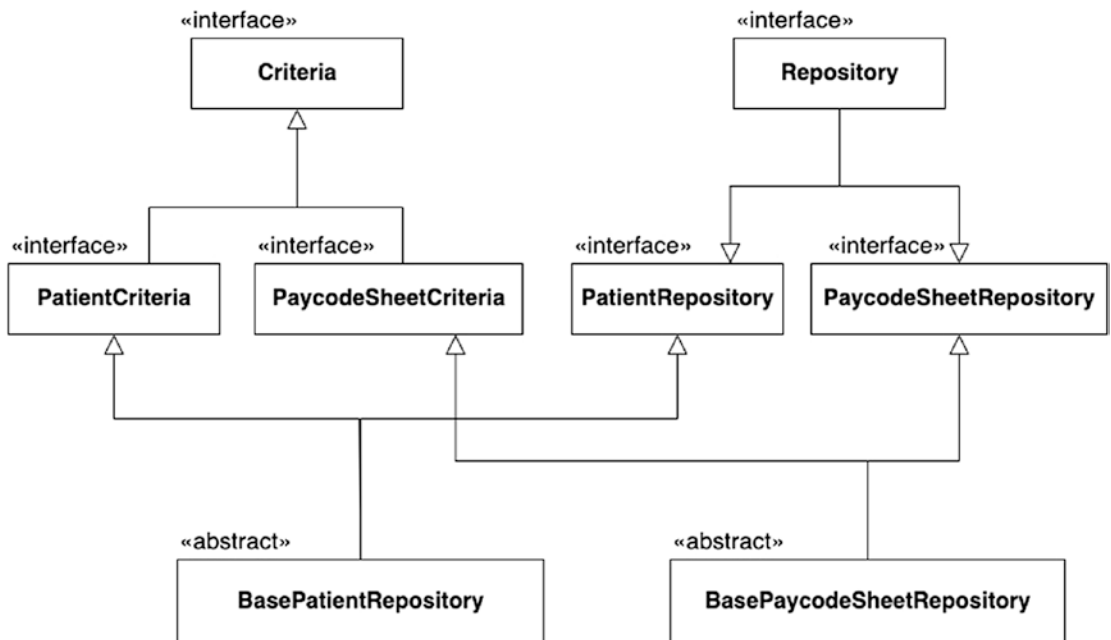 «interface»
Criteria
«interface»
Repository
«interface»
PatientCriteria
«interface»
PaycodeSheetCriteria
«interface»
PatientRepository
«interface»
PaycodeSheetRepository
«abstract»
BasePatientRepository
«abstract»
BasePaycodeSheetRepository